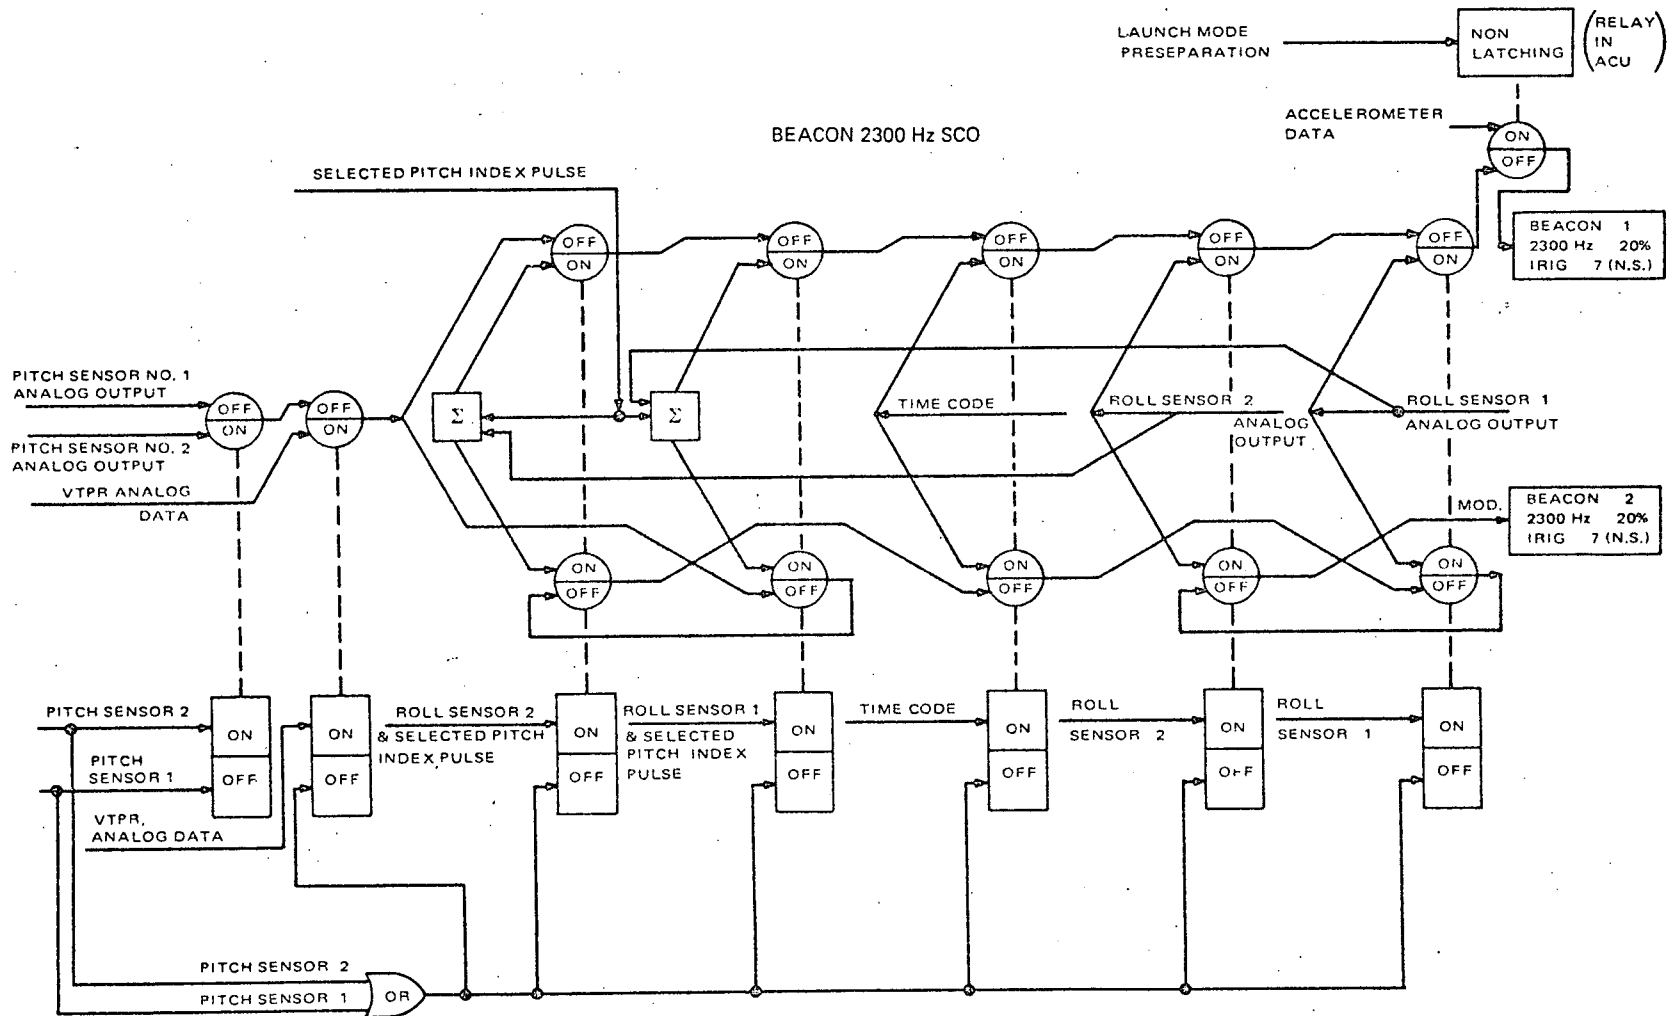 LAUNCH MODE
PRESEPARATION
NON
LATCHING
(RELAY
IN
ACU)
ACCELEROMETER
DATA
ON
OFF
BEACON 2300 Hz SCO
SELECTED PITCH INDEX PULSE
OFF
ON
OFF
ON
OFF
ON
OFF
ON
OFF
ON
BEACON 1
2300 Hz 20%
IRIG 7 (N.S.)
PITCH SENSOR NO. 1
ANALOG OUTPUT
PITCH SENSOR NO. 2
ANALOG OUTPUT
VTPR ANALOG
DATA
OFF
ON
OFF
ON
Σ
Σ
TIME CODE
ROLL SENSOR 2
ANALOG
OUTPUT
ROLL SENSOR 1
ANALOG OUTPUT
MOD.
BEACON 2
2300 Hz 20%
IRIG 7 (N.S.)
ON
OFF
ON
OFF
ON
OFF
ON
OFF
ON
OFF
PITCH SENSOR 2
PITCH
SENSOR 1
VTPR,
ANALOG DATA
ON
OFF
ON
OFF
ROLL SENSOR 2
& SELECTED PITCH
INDEX PULSE
ON
OFF
ROLL SENSOR 1
& SELECTED
PITCH INDEX
PULSE
ON
OFF
TIME CODE
ON
OFF
ROLL
SENSOR 2
ON
OFF
ROLL
SENSOR 1
ON
OFF
PITCH SENSOR 2
PITCH SENSOR 1
OR